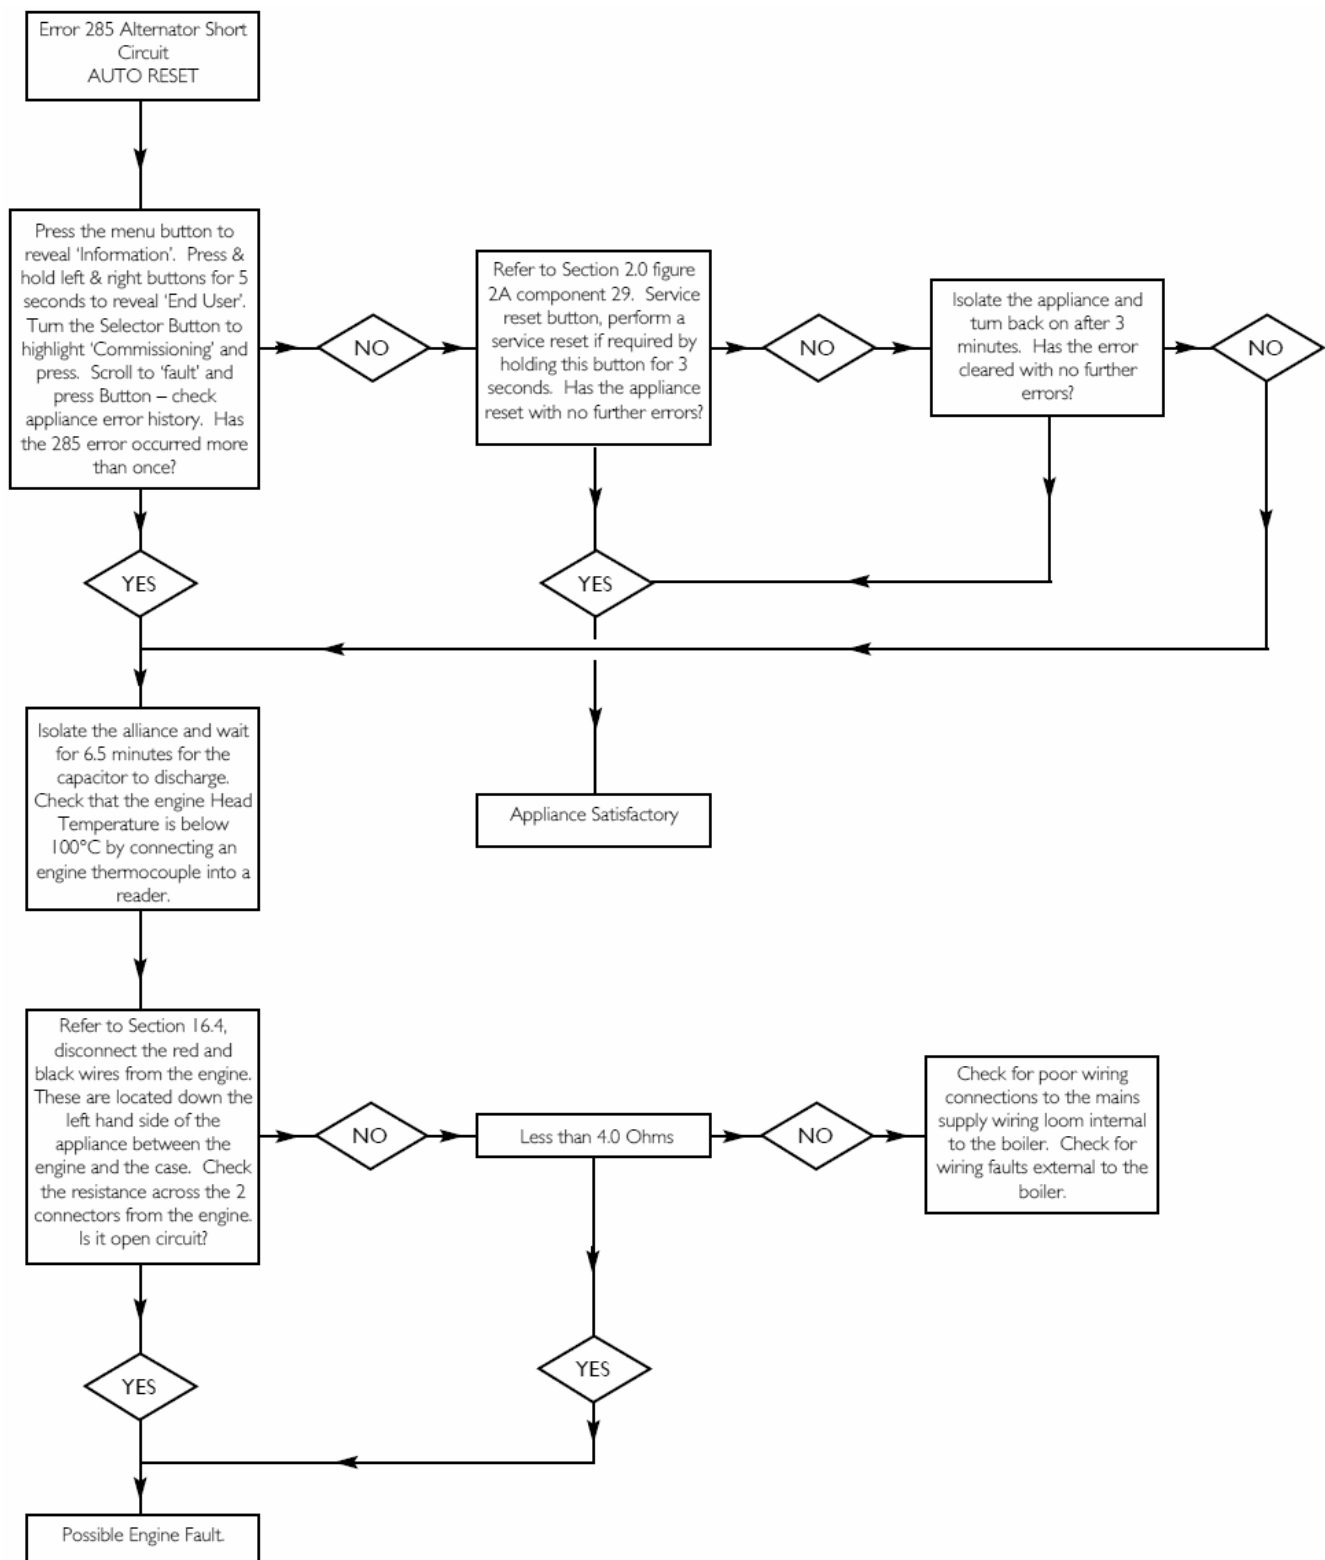 Error 285 Alternator Short
Circuit
AUTO RESET
Press the menu button to
reveal ‘Information’. Press &
hold left & right buttons for 5
seconds to reveal ‘End User’.
Turn the Selector Button to
highlight ‘Commissioning’ and
press. Scroll to ‘fault’ and
press Button – check
appliance error history. Has
the 285 error occurred more
than once?
NO
Refer to Section 2.0 figure
2A component 29. Service
reset button, perform a
service reset if required by
holding this button for 3
seconds. Has the appliance
reset with no further errors?
NO
Isolate the appliance and
turn back on after 3
minutes. Has the error
cleared with no further
errors?
NO
YES
YES
Isolate the alliance and wait
for 6.5 minutes for the
capacitor to discharge.
Check that the engine Head
Temperature is below
100°C by connecting an
engine thermocouple into a
reader.
Appliance Satisfactory
Refer to Section 16.4,
disconnect the red and
black wires from the engine.
These are located down the
left hand side of the
appliance between the
engine and the case. Check
the resistance across the 2
connectors from the engine.
Is it open circuit?
NO
Less than 4.0 Ohms
NO
Check for poor wiring
connections to the mains
supply wiring loom internal
to the boiler. Check for
wiring faults external to the
boiler.
YES
YES
Possible Engine Fault.